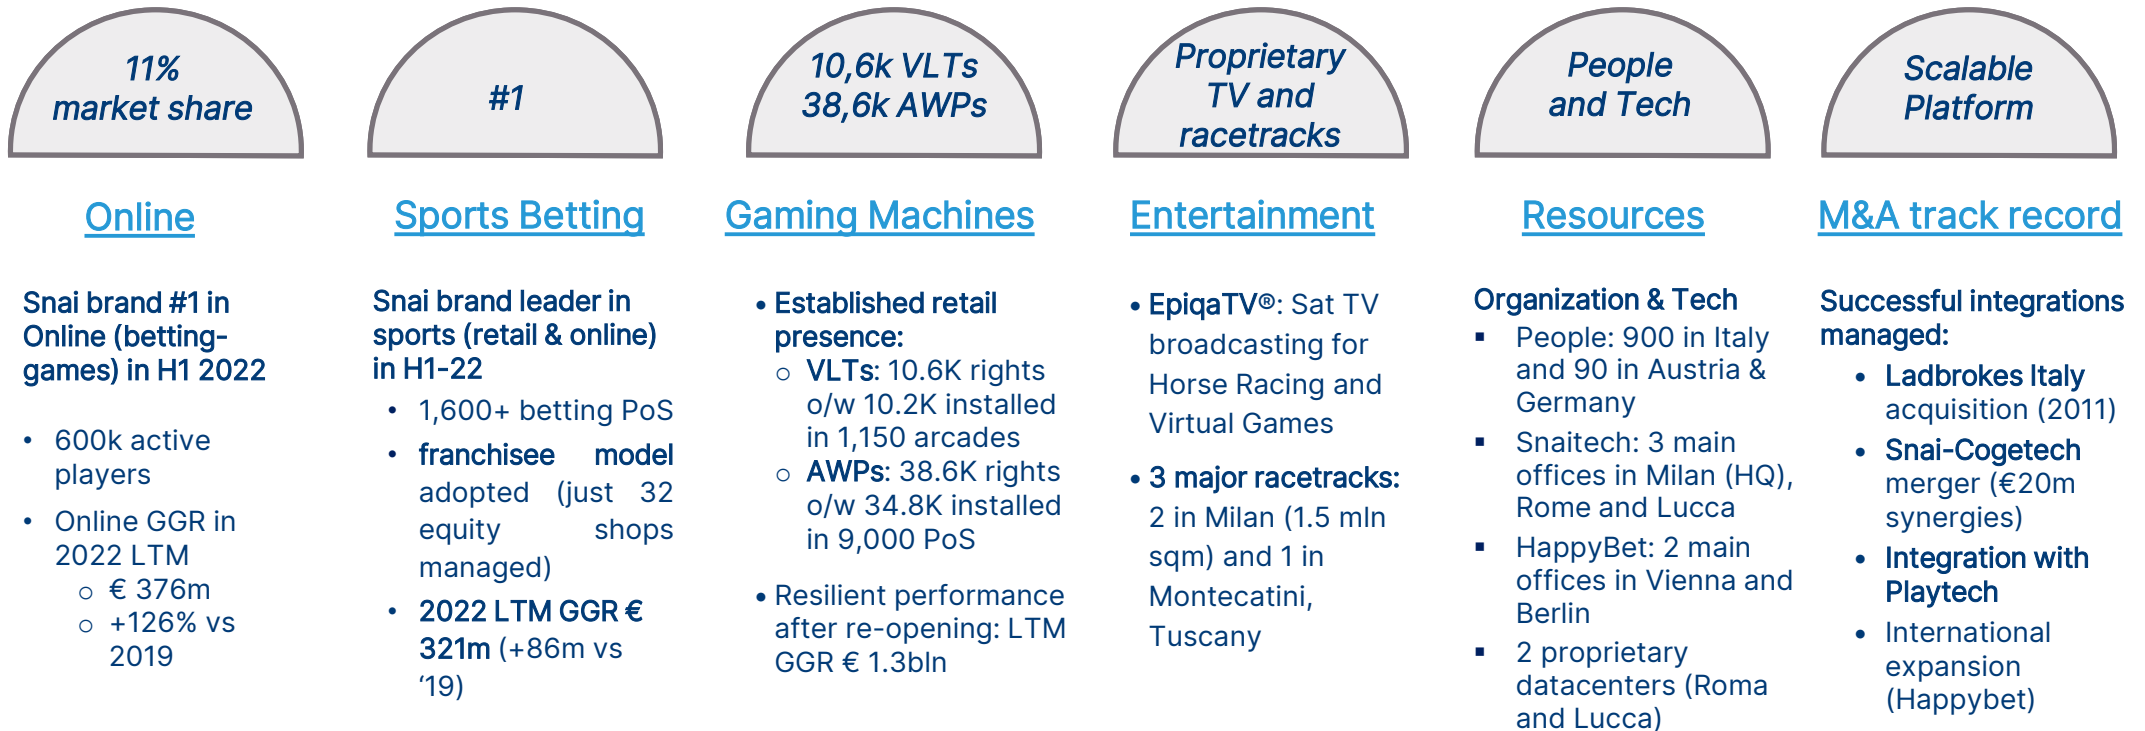 11%
market share
Online
Snai brand #1 in
Online (betting-
games) in H1 2022
• 600k active
players
• Online GGR in
2022 LTM
○ € 376m
○ +126% vs
2019
#1
Sports Betting
Snai brand leader in
sports (retail & online)
in H1-22
• 1,600+ betting PoS
• franchisee model
adopted (just 32
equity shops
managed)
• 2022 LTM GGR €
321m (+86m vs
‘19)
10,6k VLTs
38,6k AWPs
Gaming Machines
• Established retail
presence:
○ VLTs: 10.6K rights
o/w 10.2K installed
in 1,150 arcades
○ AWPs: 38.6K rights
o/w 34.8K installed
in 9,000 PoS
• Resilient performance
after re-opening: LTM
GGR € 1.3bln
Proprietary
TV and
racetracks
Entertainment
• EpiqaTV®: Sat TV
broadcasting for
Horse Racing and
Virtual Games
• 3 major racetracks:
2 in Milan (1.5 mln
sqm) and 1 in
Montecatini,
Tuscany
People
and Tech
Resources
Organization & Tech
▪ People: 900 in Italy
and 90 in Austria &
Germany
▪ Snaitech: 3 main
offices in Milan (HQ),
Rome and Lucca
▪ HappyBet: 2 main
offices in Vienna and
Berlin
▪ 2 proprietary
datacenters (Roma
and Lucca)
Scalable
Platform
M&A track record
Successful integrations
managed:
• Ladbrokes Italy
acquisition (2011)
• Snai-Cogetech
merger (€20m
synergies)
• Integration with
Playtech
• International
expansion
(Happybet)